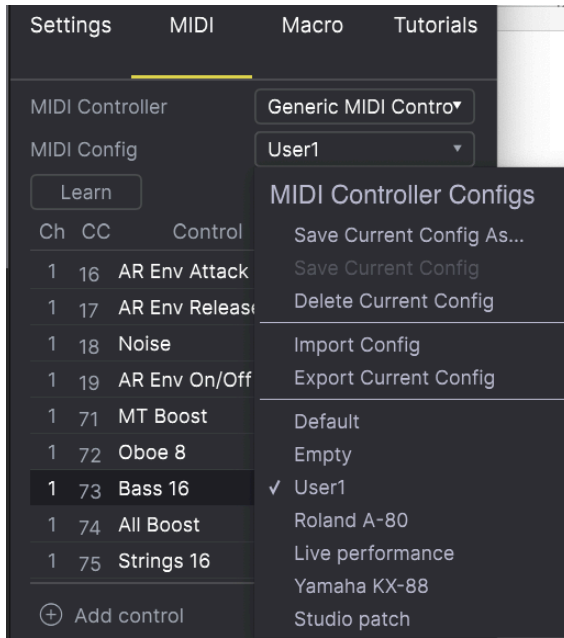 Settings MIDI Macro Tutorials
MIDI Controller Generic MIDI Contro
MIDI Config User1
Learn
Ch CC Control
1 16 AR Env Attack
1 17 AR Env Release
1 18 Noise
1 19 AR Env On/Off
1 71 MT Boost
1 72 Oboe 8
1 73 Bass 16
1 74 All Boost
1 75 Strings 16
Add control
MIDI Controller Configs
Save Current Config As...
Save Current Config
Delete Current Config
Import Config
Export Current Config
Default
Empty
✓ User1
Roland A-80
Live performance
Yamaha KX-88
Studio patch